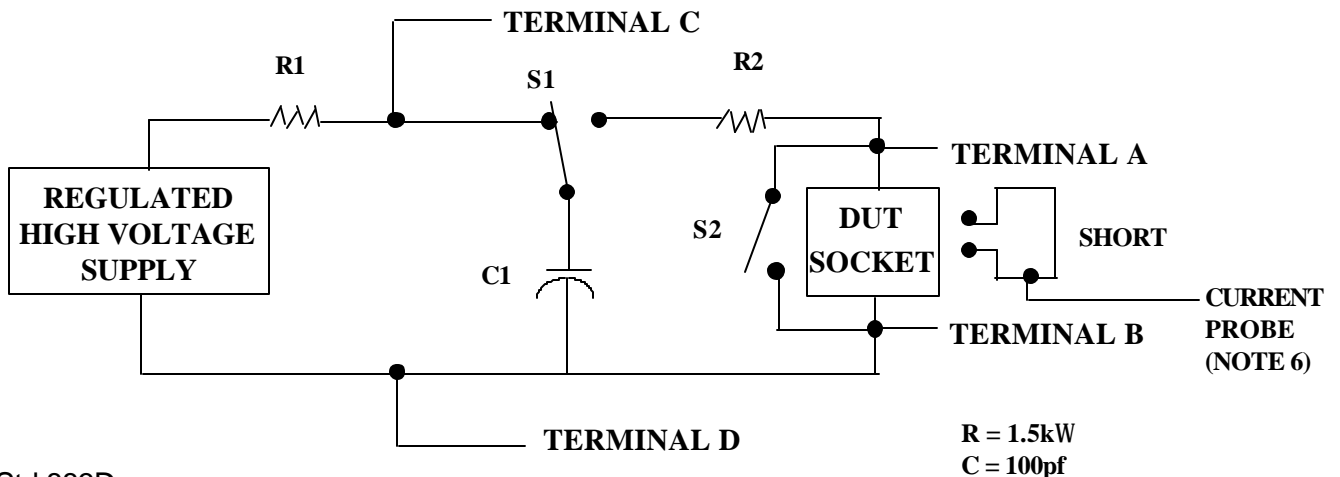 TERMINAL C
R1
S1
R2
TERMINAL A
REGULATED
HIGH VOLTAGE
SUPPLY
S2
DUT
SOCKET
SHORT
C1
CURRENT
PROBE
(NOTE 6)
TERMINAL B
TERMINAL D
R = 1.5kW
C = 100pf